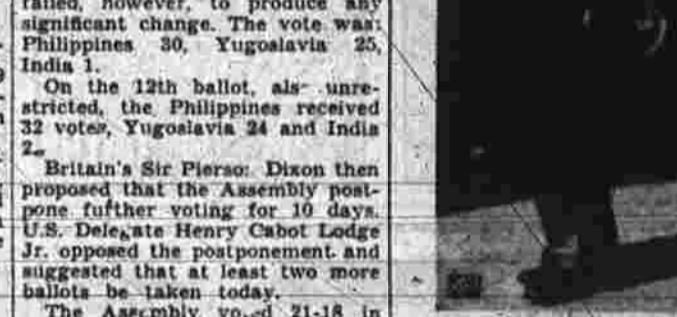 failed, however, to produce any
significant change. The vote was:
Philippines 30, Yugoslavia 25,
India 1.
On the 12th ballot, als- unre-
stricted, the Philippines received
32 votes, Yugoslavia 24 and India
2.
Britain's Sir Pierso: Dixon then
proposed that the Assembly post-
pone further voting for 10 days.
U.S. Delegate Henry Cabot Lodge
Jr. opposed the postponement and
suggested that at least two more
ballots be taken today.
The Assembly voted 21-18 in